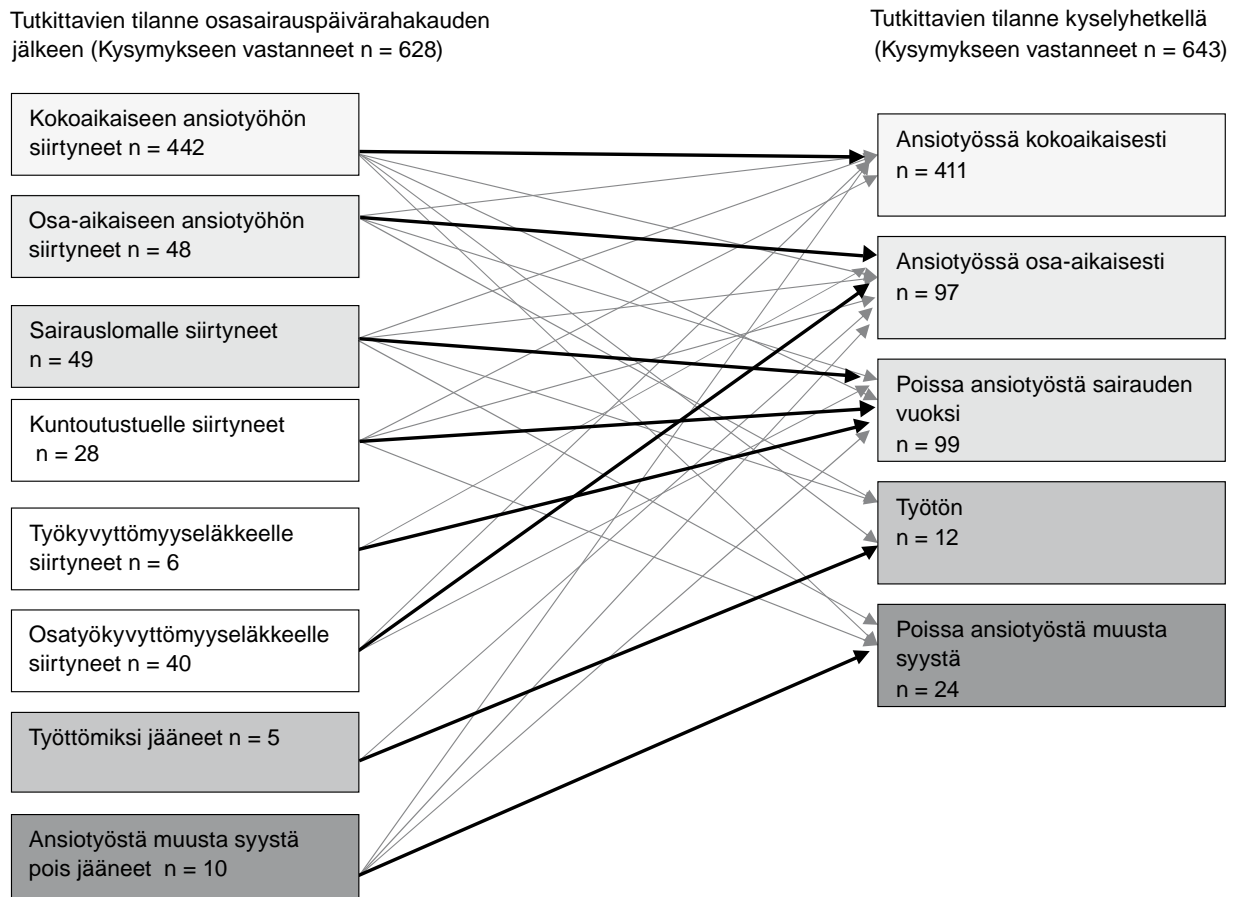 Tutkittavien tilanne osasairauspäivärahakauden
jälkeen (Kysymykseen vastanneet n = 628)
Kokoaikaiseen ansiotyöhön
siirtyneet n = 442
Osa-aikaiseen ansiotyöhön
siirtyneet n = 48
Sairauslomalle siirtyneet
n = 49
Kuntoutustuelle siirtyneet
n = 28
Työkyvyttömyyseläkkeelle
siirtyneet n = 6
Osatyökyvyttömyyseläkkeelle
siirtyneet n = 40
Työttömiksi jääneet n = 5
Ansiotyöstä muusta syystä
pois jääneet n = 10
Tutkittavien tilanne kyselyhetkellä
(Kysymykseen vastanneet n = 643)
Ansiotyössä kokoaikaisesti
n = 411
Ansiotyössä osa-aikaisesti
n = 97
Poissa ansiotyöstä sairauden
vuoksi
n = 99
Työtön
n = 12
Poissa ansiotyöstä muusta
syystä
n = 24